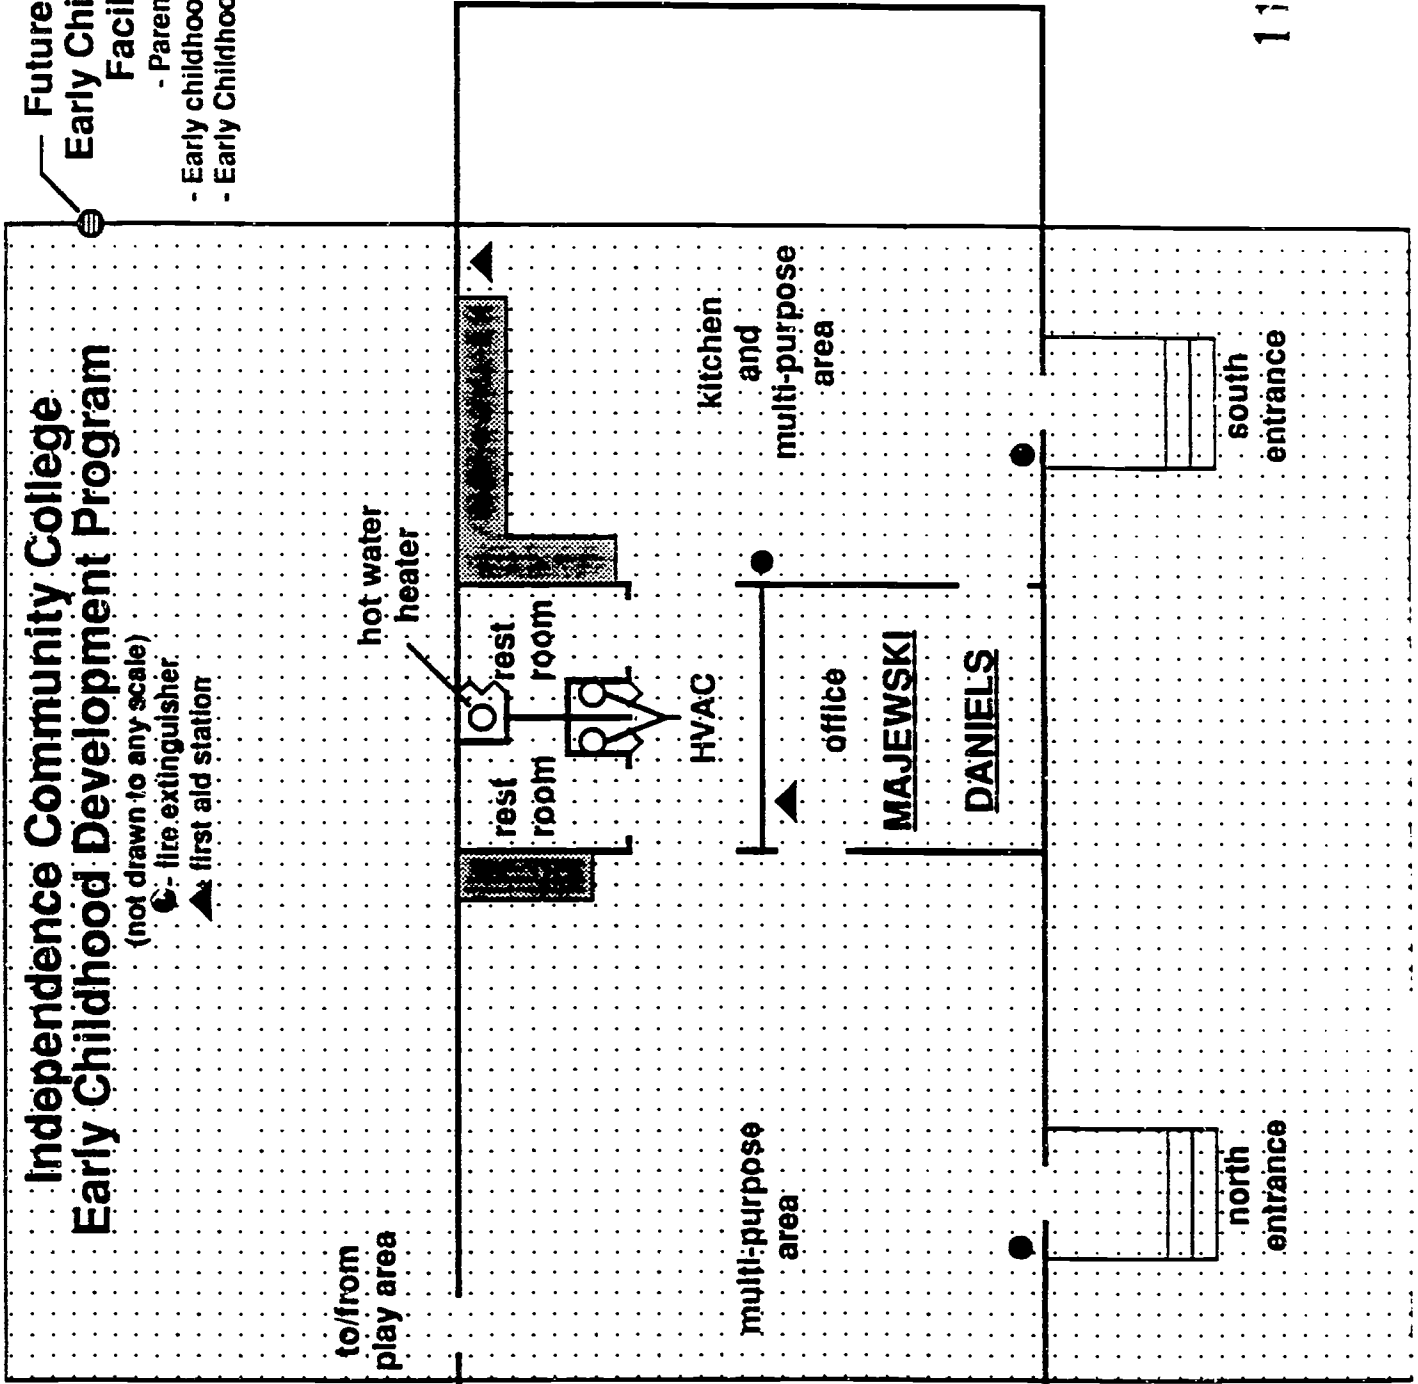 Independence Community College
Early Childhood Development Program
(not drawn to any scale)
- fire extinguisher
first aid station
Future
Early Chi
Facil
- Paren
- Early childhoo
- Early Childhoo
to/from
play area
hot water
heater
rest
room
rest
room
HVAC
kitchen
and
multi-purpose
area
multi-purpose
area
office
MAJEWSKI
DANIELS
north
entrance
south
entrance